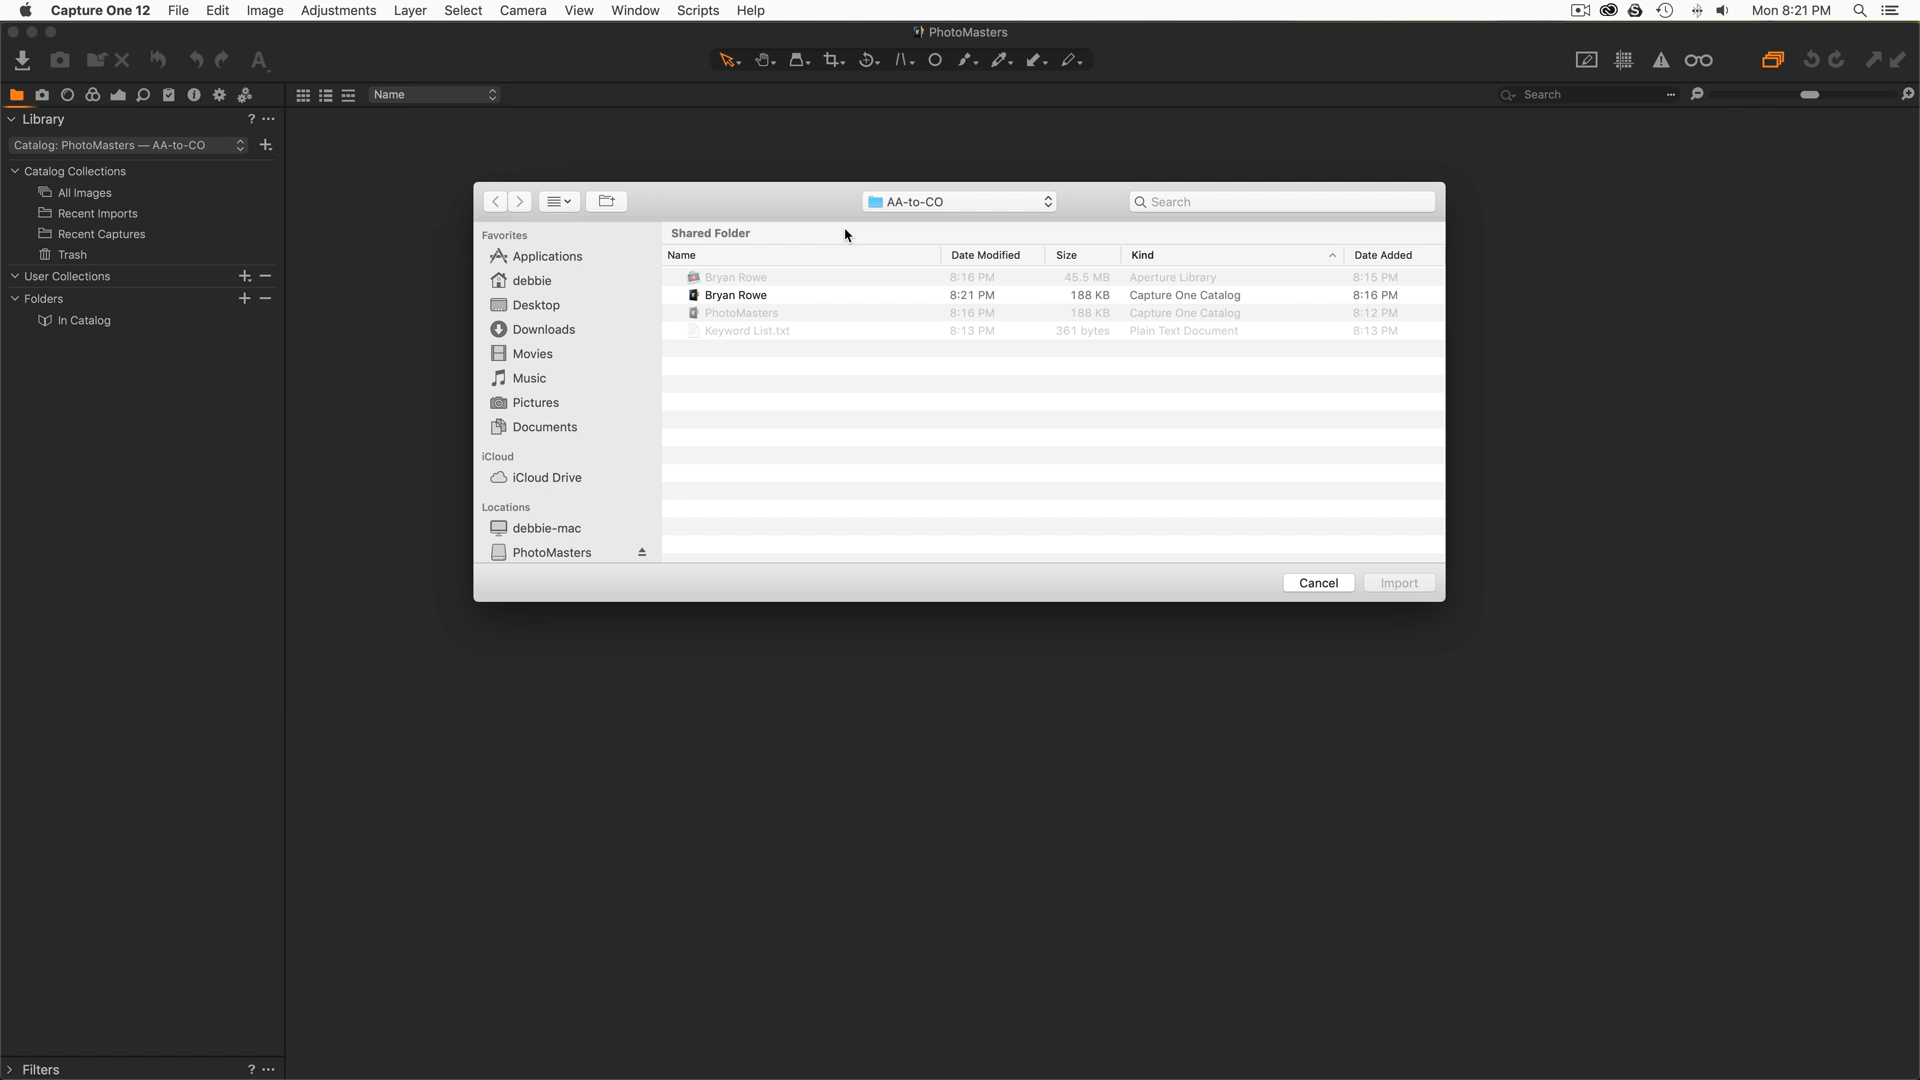 Capture One 12 File Edit Image Adjustments Layer Select Camera View Window Scripts Help Mon 8:21 PM
PhotoMasters
Name
Search
Library ?
Catalog: PhotoMasters — AA-to-CO
Catalog Collections
All Images
Recent Imports
Recent Captures
Trash
User Collections
Folders
In Catalog
AA-to-CO
Search
Favorites
Applications
debbie
Desktop
Downloads
Movies
Music
Pictures
Documents
iCloud
iCloud Drive
Locations
debbie-mac
PhotoMasters
Shared Folder
Name Date Modified Size Kind Date Added
Bryan Rowe 8:16 PM 45.5 MB Aperture Library 8:15 PM
Bryan Rowe 8:21 PM 188 KB Capture One Catalog 8:16 PM
PhotoMasters 8:16 PM 188 KB Capture One Catalog 8:12 PM
Keyword List.txt 8:13 PM 361 bytes Plain Text Document 8:13 PM
Cancel Import
Filters ?